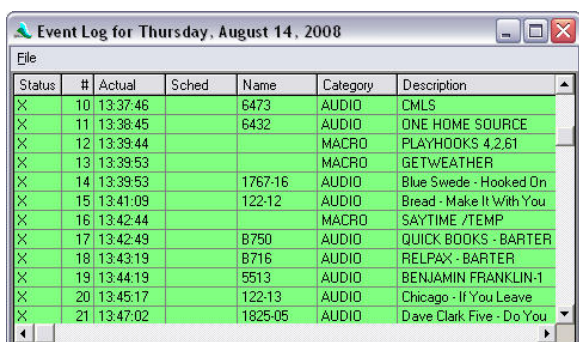 Event Log for Thursday, August 14, 2008
File
Status # Actual Sched Name Category Description
X 10 13:37:46 6473 AUDIO CMLS
X 11 13:38:45 6432 AUDIO ONE HOME SOURCE
X 12 13:39:44 MACRO PLAYHOOKS 4,2,61
X 13 13:39:53 MACRO GETWEATHER
X 14 13:39:53 1767-16 AUDIO Blue Swede - Hooked On
X 15 13:41:09 122-12 AUDIO Bread - Make It With You
X 16 13:42:44 MACRO SAYTIME /TEMP
X 17 13:42:49 B750 AUDIO QUICK BOOKS - BARTER
X 18 13:43:19 B716 AUDIO RELPAX - BARTER
X 19 13:44:19 5513 AUDIO BENJAMIN FRANKLIN-1
X 20 13:45:17 122-13 AUDIO Chicago - If You Leave
X 21 13:47:02 1825-05 AUDIO Dave Clark Five - Do You